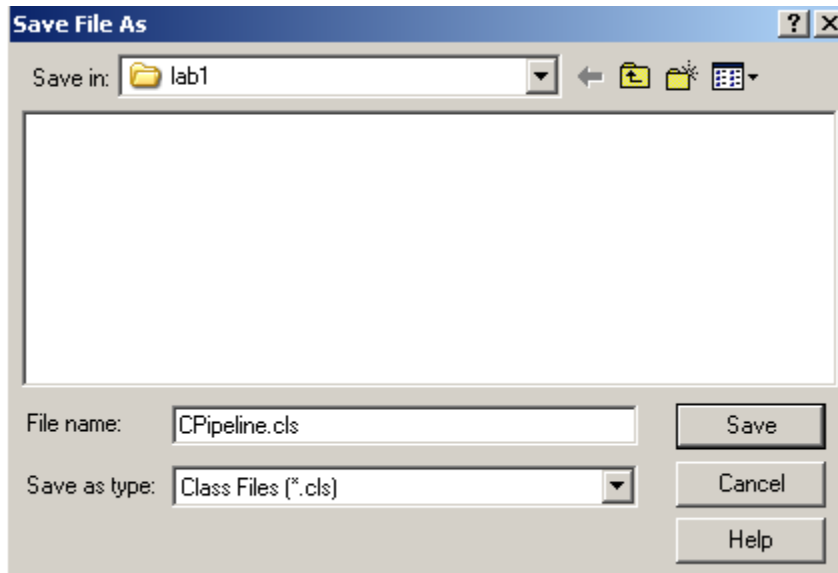 Save File As
Save in: lab1
File name: CPipeline.cls
Save
Save as type: Class Files (*.cls)
Cancel
Help